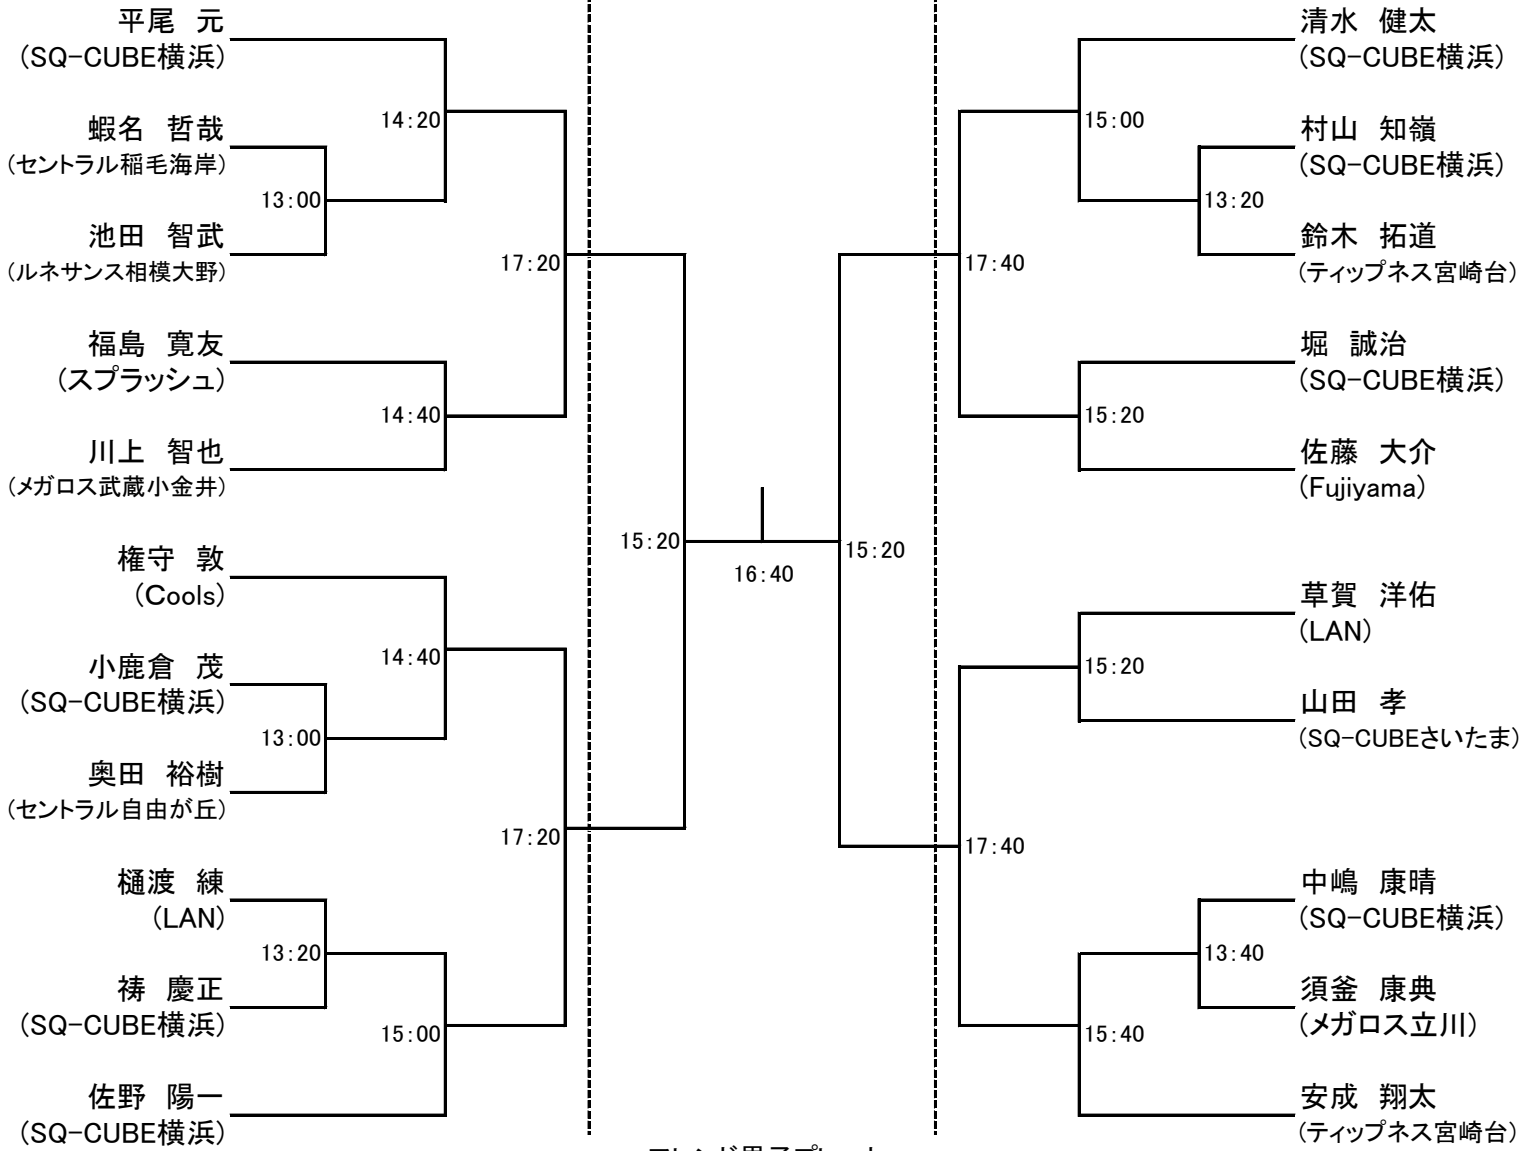 平尾 元
(SQ-CUBE横浜)
14:20
蝦名 哲哉
(セントラル稲毛海岸)
13:00
池田 智武
(ルネサンス相模大野)
17:20
福島 寛友
(スプラッシュ)
14:40
川上 智也
(メガロス武蔵小金井)
15:20
権守 敦
(Cools)
14:40
小鹿倉 茂
(SQ-CUBE横浜)
13:00
奥田 裕樹
(セントラル自由が丘)
17:20
樋渡 練
(LAN)
13:20
祷 慶正
(SQ-CUBE横浜)
15:00
佐野 陽一
(SQ-CUBE横浜)
16:40
清水 健太
(SQ-CUBE横浜)
15:00
村山 知嶺
(SQ-CUBE横浜)
13:20
鈴木 拓道
(ティップネス宮崎台)
17:40
堀 誠治
(SQ-CUBE横浜)
15:20
佐藤 大介
(Fujiyama)
15:20
草賀 洋佑
(LAN)
15:20
山田 孝
(SQ-CUBEさいたま)
17:40
中嶋 康晴
(SQ-CUBE横浜)
13:40
須釜 康典
(メガロス立川)
15:40
安成 翔太
(ティップネス宮崎台)